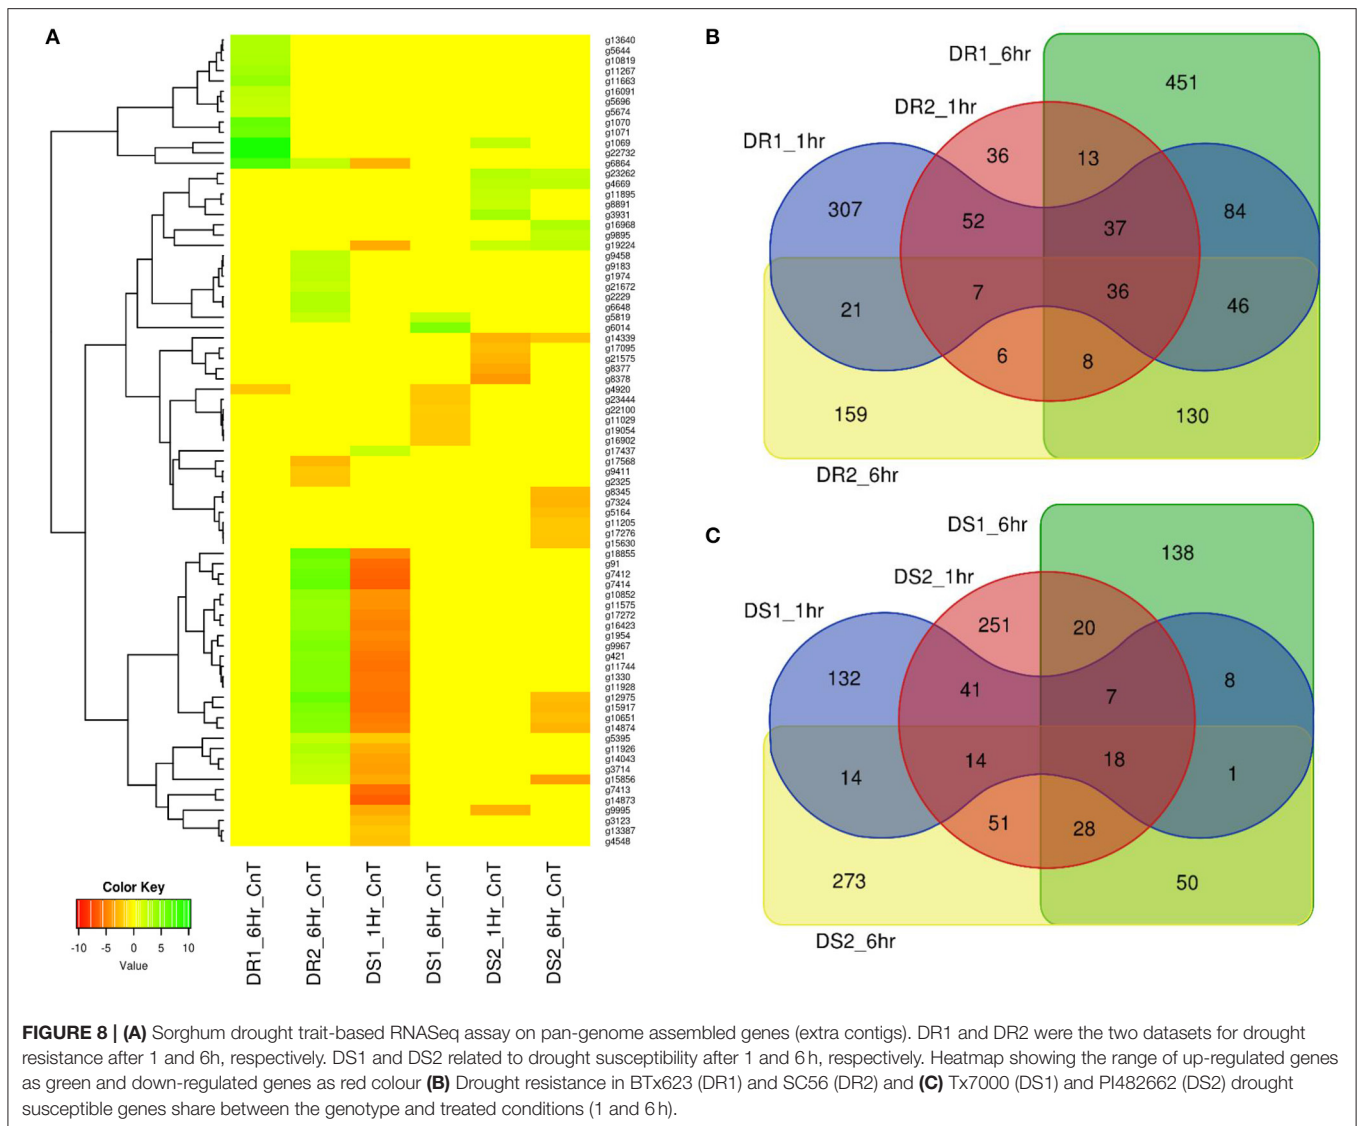 A
g13640
g5644
g10819
g11267
g11663
g16091
g5696
g5674
g1070
g1071
g1069
g22732
g6864
g23262
g4669
g11895
g8891
g3931
g16968
g9895
g19224
g9458
g9183
g1974
g21672
g2229
g6648
g5819
g6014
g14339
g17095
g21575
g8377
g8378
g4920
g23444
g22100
g11029
g19054
g16902
g17437
g17568
g9411
g2325
g8345
g7324
g5164
g11205
g17276
g15630
g18855
g91
g7412
g7414
g10852
g11575
g17272
g16423
g1954
g9967
g421
g11744
g1330
g11928
g12975
g15917
g10651
g14874
g5395
g11926
g14043
g3714
g15856
g7413
g14873
g9995
g3123
g13387
g4548
DR1_6Hr_CnT
DR2_6Hr_CnT
DS1_1Hr_CnT
DS1_6Hr_CnT
DS2_1Hr_CnT
DS2_6Hr_CnT
Color Key
-10 -5 0 5 10
Value
B
DR1_6hr
DR2_1hr
DR1_1hr
451
36 13
307 52 37 84
21 7 36 46
6 8
159 130
DR2_6hr
C
DS1_6hr
DS2_1hr
DS1_1hr
138
251 20
132 41 7 8
14 14 18 1
51 28
273 50
DS2_6hr
FIGURE 8 | (A) Sorghum drought trait-based RNASeq assay on pan-genome assembled genes (extra contigs). DR1 and DR2 were the two datasets for drought
resistance after 1 and 6h, respectively. DS1 and DS2 related to drought susceptibility after 1 and 6 h, respectively. Heatmap showing the range of up-regulated genes
as green and down-regulated genes as red colour (B) Drought resistance in BTx623 (DR1) and SC56 (DR2) and (C) Tx7000 (DS1) and PI482662 (DS2) drought
susceptible genes share between the genotype and treated conditions (1 and 6 h).